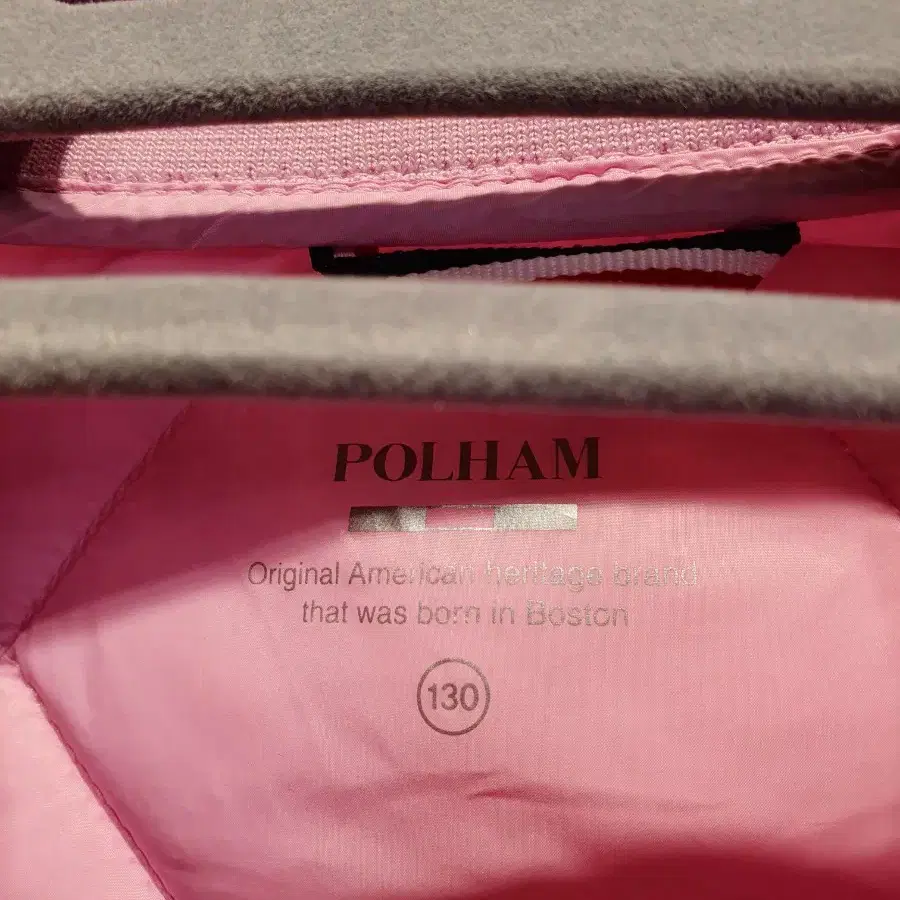 POLHAM
Original American heritage brand
that was born in Boston
130